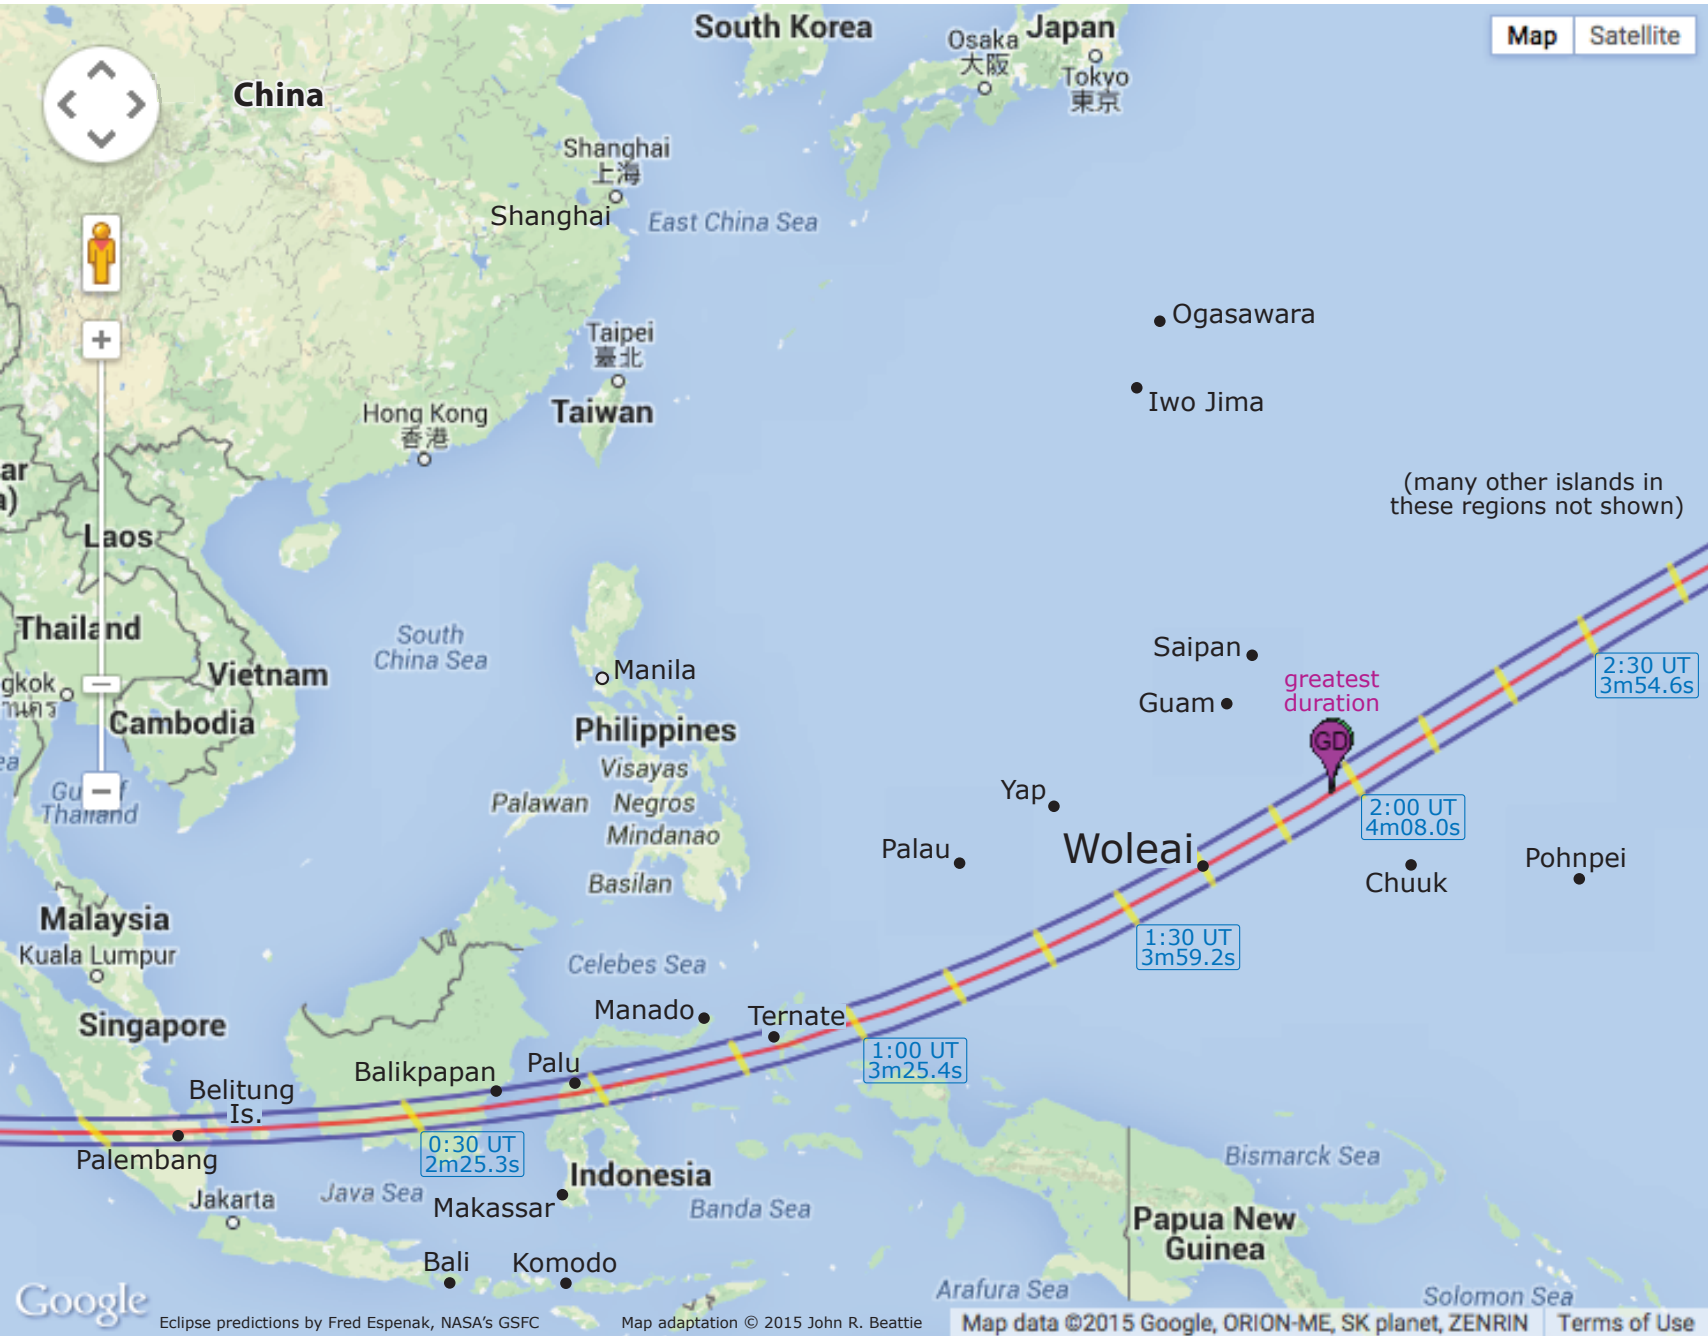 South Korea
Japan
Osaka
大阪
Tokyo
東京
Map
Satellite
China
Shanghai
上海
Shanghai
East China Sea
Ogasawara
Taipei
臺北
Iwo Jima
Hong Kong
香港
Taiwan
ar
a)
(many other islands in
these regions not shown)
Laos
Thailand
South
China Sea
Saipan
Manila
2:30 UT
3m54.6s
gkok
Vietnam
greatest
duration
Guam
Cambodia
Philippines
GD
ea
Visayas
Gulf of
Thailand
Palawan
Negros
Yap
2:00 UT
4m08.0s
Mindanao
Palau
Woleai
Pohnpei
Basilan
Chuuk
Malaysia
Kuala Lumpur
1:30 UT
3m59.2s
Celebes Sea
Manado
Ternate
Singapore
1:00 UT
3m25.4s
Palu
Balikpapan
Belitung
Is.
0:30 UT
2m25.3s
Palembang
Bismarck Sea
Indonesia
Jakarta
Java Sea
Makassar
Banda Sea
Papua New
Guinea
Bali
Komodo
Arafura Sea
Solomon Sea
Google
Eclipse predictions by Fred Espenak, NASA's GSFC
Map adaptation © 2015 John R. Beattie
Map data ©2015 Google, ORION-ME, SK planet, ZENRIN
Terms of Use